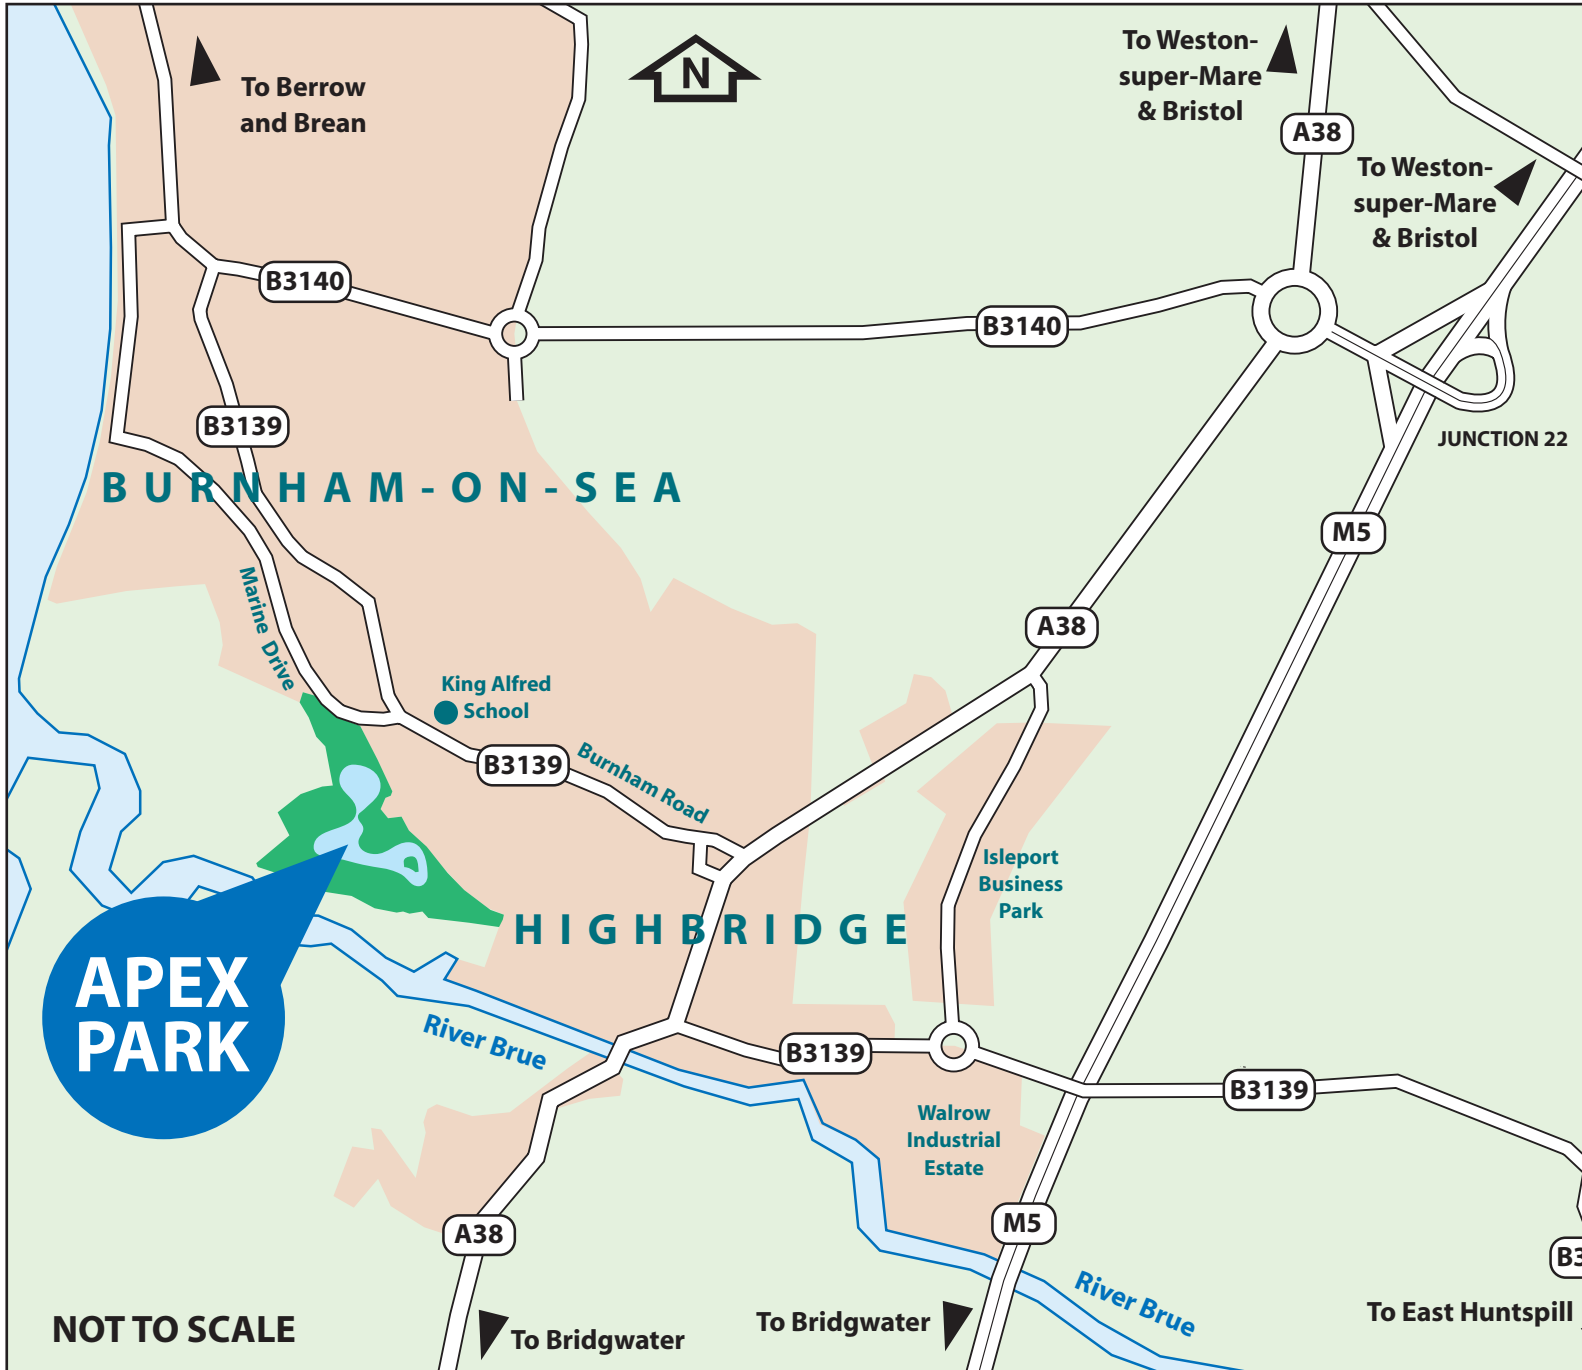 To Berrow
and Brean
N
To Weston-
super-Mare
& Bristol
A38
To Weston-
super-Mare
& Bristol
B3140
B3140
B3139
JUNCTION 22
BURNHAM-ON-SEA
M5
Marine Drive
A38
King Alfred
School
B3139
Burnham Road
Isleport
Business
Park
HIGHBRIDGE
APEX
PARK
River Brue
B3139
B3139
Walrow
Industrial
Estate
A38
M5
B3
River Brue
To East Huntspill
NOT TO SCALE
To Bridgwater
To Bridgwater